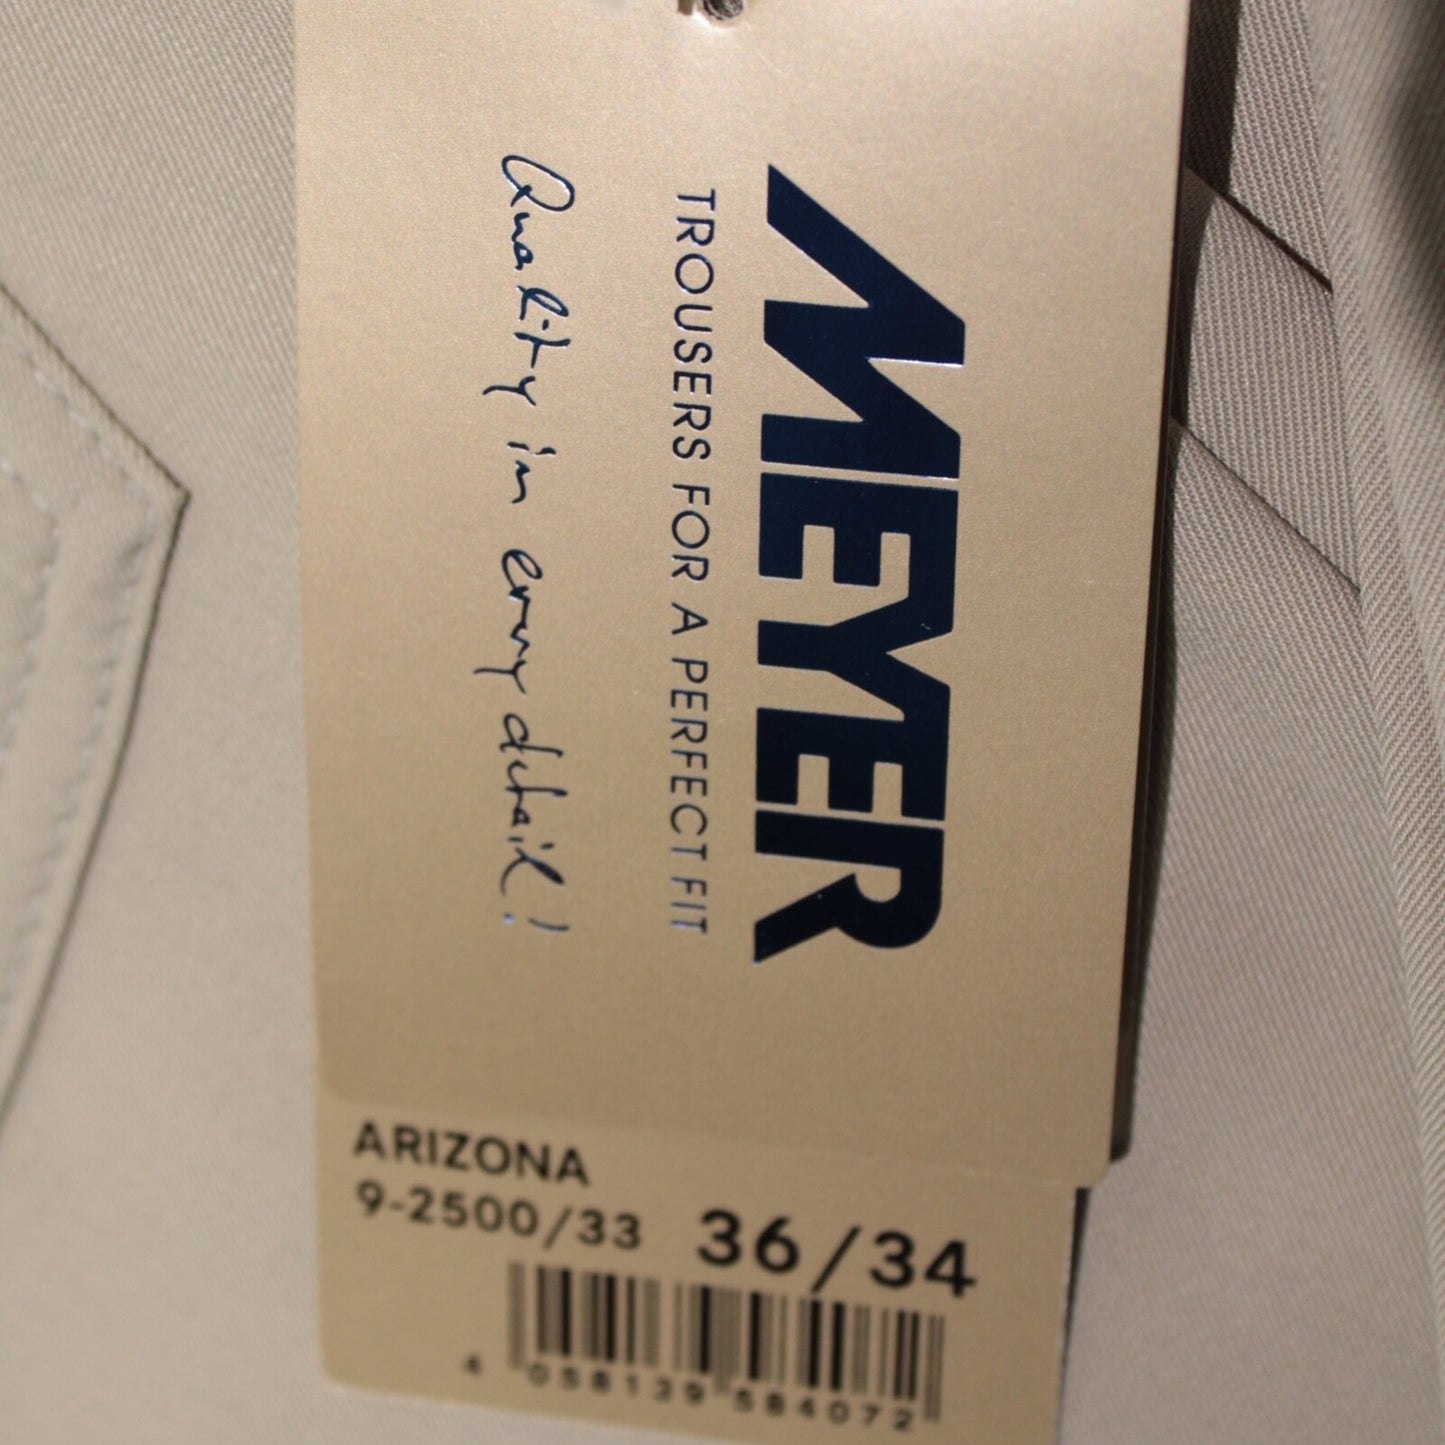 MEYER
TROUSERS FOR A PERFECT FIT
Quality in every detail!
ARIZONA
9-2500/33 36/34
4 058139 584072